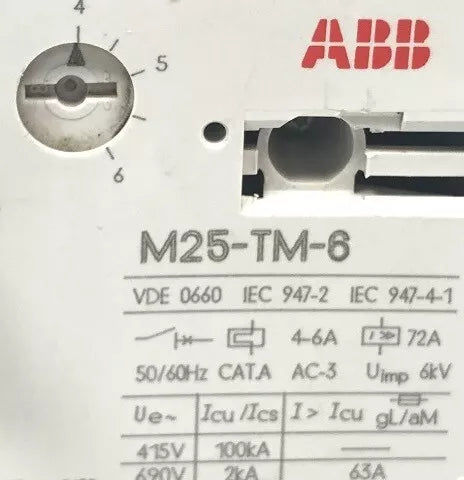 4
ABB
5
6
M25-TM-6
VDE 0660 IEC 947-2 IEC 947-4-1
4-6A I ≫ 72A
50/60Hz CAT.A AC-3 Uimp 6kV
Ue~ Icu/Ics I> Icu gL/aM
415V 100kA —
690V 2kA 63A